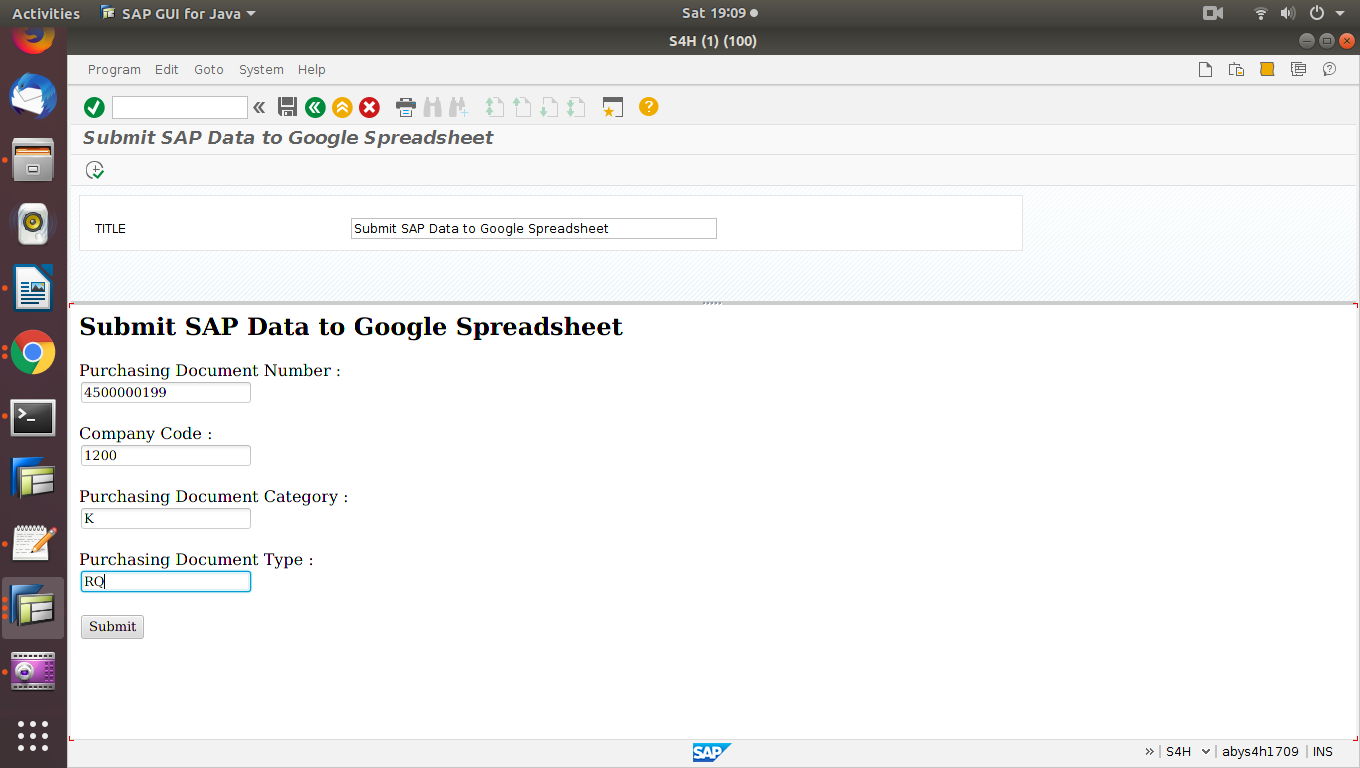 Activities SAP GUI for Java Sat 19:09
S4H (1) (100)
Program Edit Goto System Help
Submit SAP Data to Google Spreadsheet
TITLE Submit SAP Data to Google Spreadsheet
Submit SAP Data to Google Spreadsheet
Purchasing Document Number :
4500000199
Company Code :
1200
Purchasing Document Category :
K
Purchasing Document Type :
RQ
Submit
SAP » S4H abys4h1709 INS